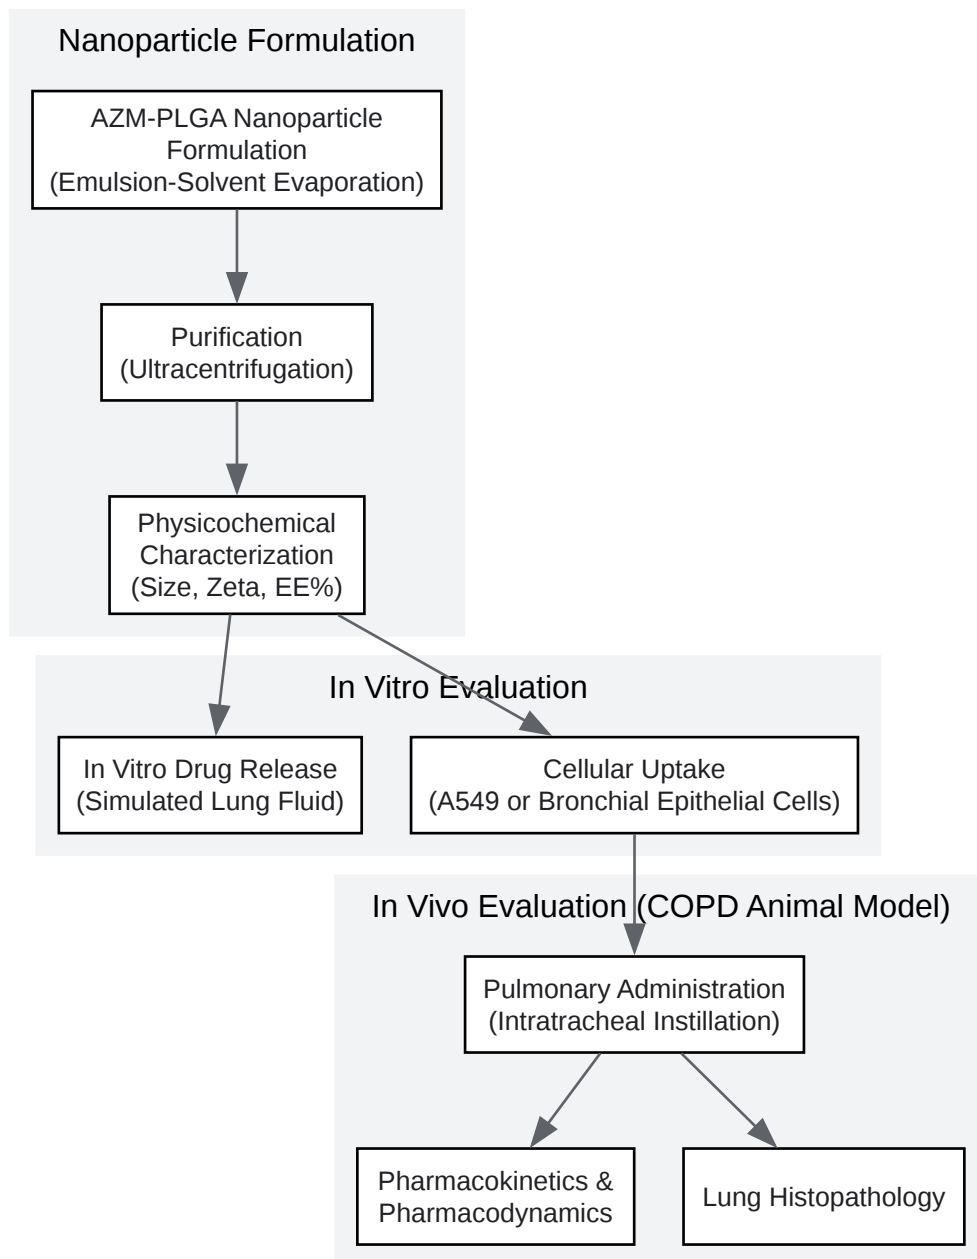 Nanoparticle Formulation
AZM-PLGA Nanoparticle
Formulation
(Emulsion-Solvent Evaporation)
Purification
(Ultracentrifugation)
Physicochemical
Characterization
(Size, Zeta, EE%)
In Vitro Evaluation
In Vitro Drug Release
(Simulated Lung Fluid)
Cellular Uptake
(A549 or Bronchial Epithelial Cells)
In Vivo Evaluation (COPD Animal Model)
Pulmonary Administration
(Intratracheal Instillation)
Pharmacokinetics &
Pharmacodynamics
Lung Histopathology